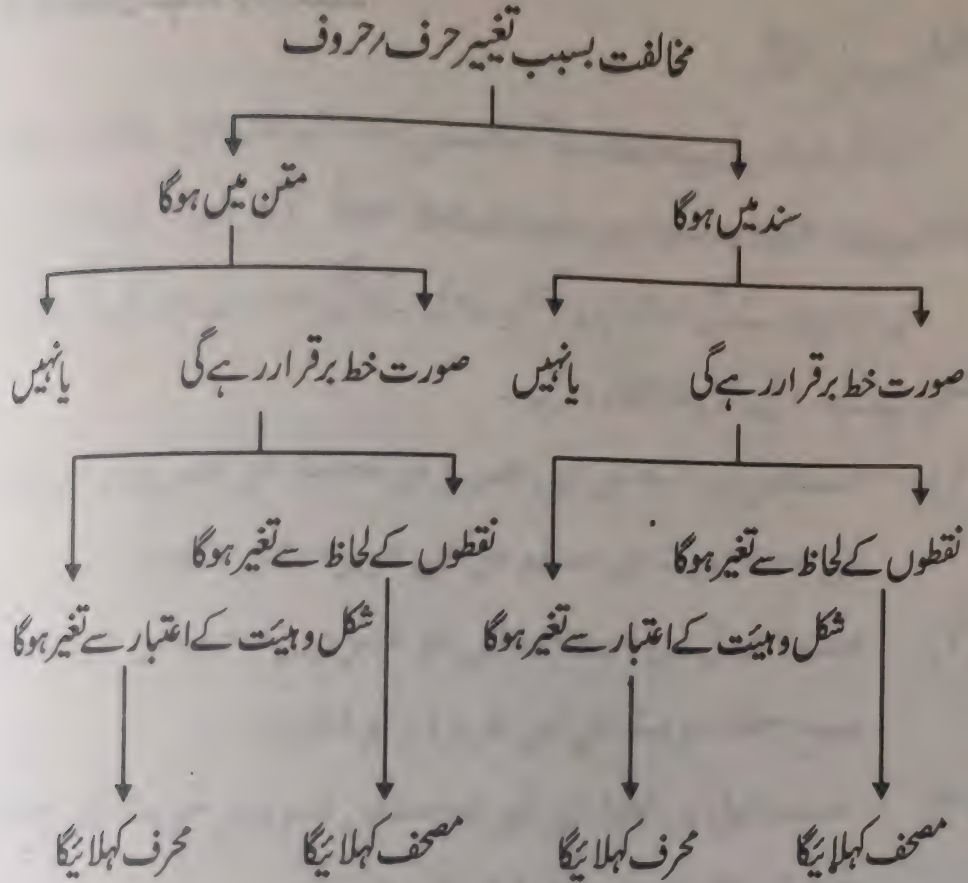 مخالفت بسبب تغییر حرف/حروف
سند میں ہوگا
متن میں ہوگا
صورت خط برقرار رہے گی
یا نہیں
صورت خط برقرار رہے گی
یا نہیں
نقطوں کے لحاظ سے تغیر ہوگا
شکل وہیئت کے اعتبار سے تغیر ہوگا
نقطوں کے لحاظ سے تغیر ہوگا
شکل وہیئت کے اعتبار سے تغیر ہوگا
مصحف کہلائیگا
محرف کہلائیگا
مصحف کہلائیگا
محرف کہلائیگا